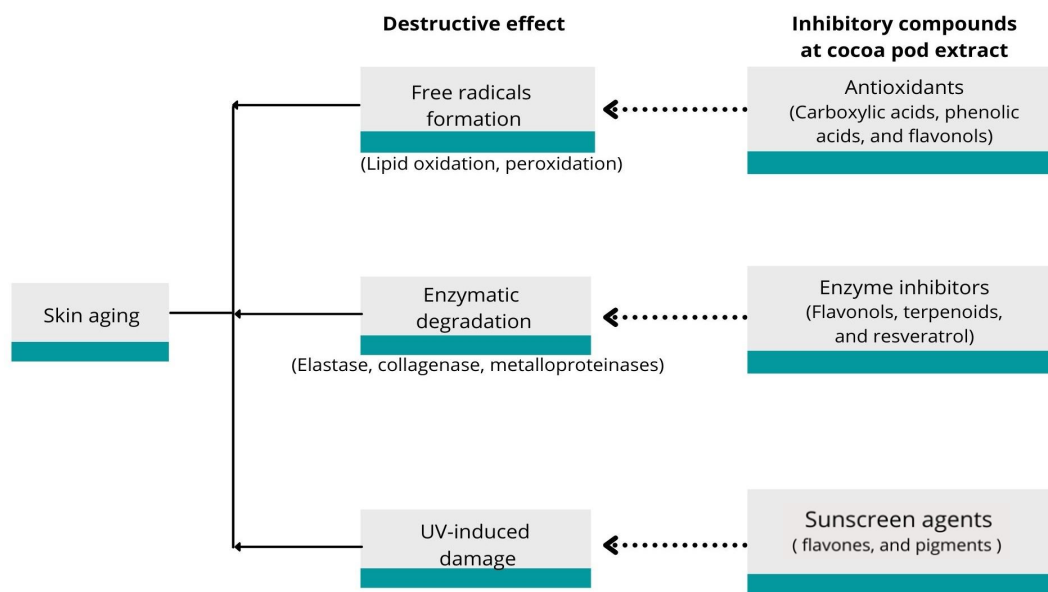 Destructive effect
Inhibitory compounds
at cocoa pod extract
Free radicals
formation
(Lipid oxidation, peroxidation)
Antioxidants
(Carboxylic acids, phenolic
acids, and flavonols)
Skin aging
Enzymatic
degradation
(Elastase, collagenase, metalloproteinases)
Enzyme inhibitors
(Flavonols, terpenoids,
and resveratrol)
UV-induced
damage
Sunscreen agents
( flavones, and pigments )